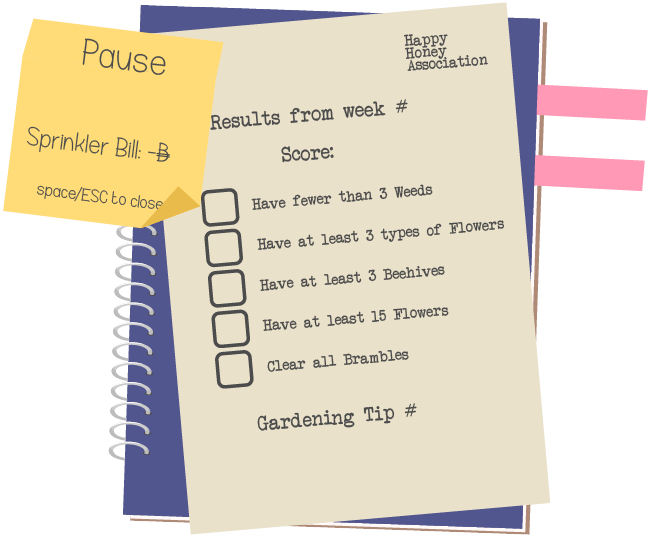 Pause
Sprinkler Bill: -B
space/ESC to close
Happy
Honey
Association
Results from week #
Score:
Have fewer than 3 Weeds
Have at least 3 types of Flowers
Have at least 3 Beehives
Have at least 15 Flowers
Clear all Brambles
Gardening Tip #